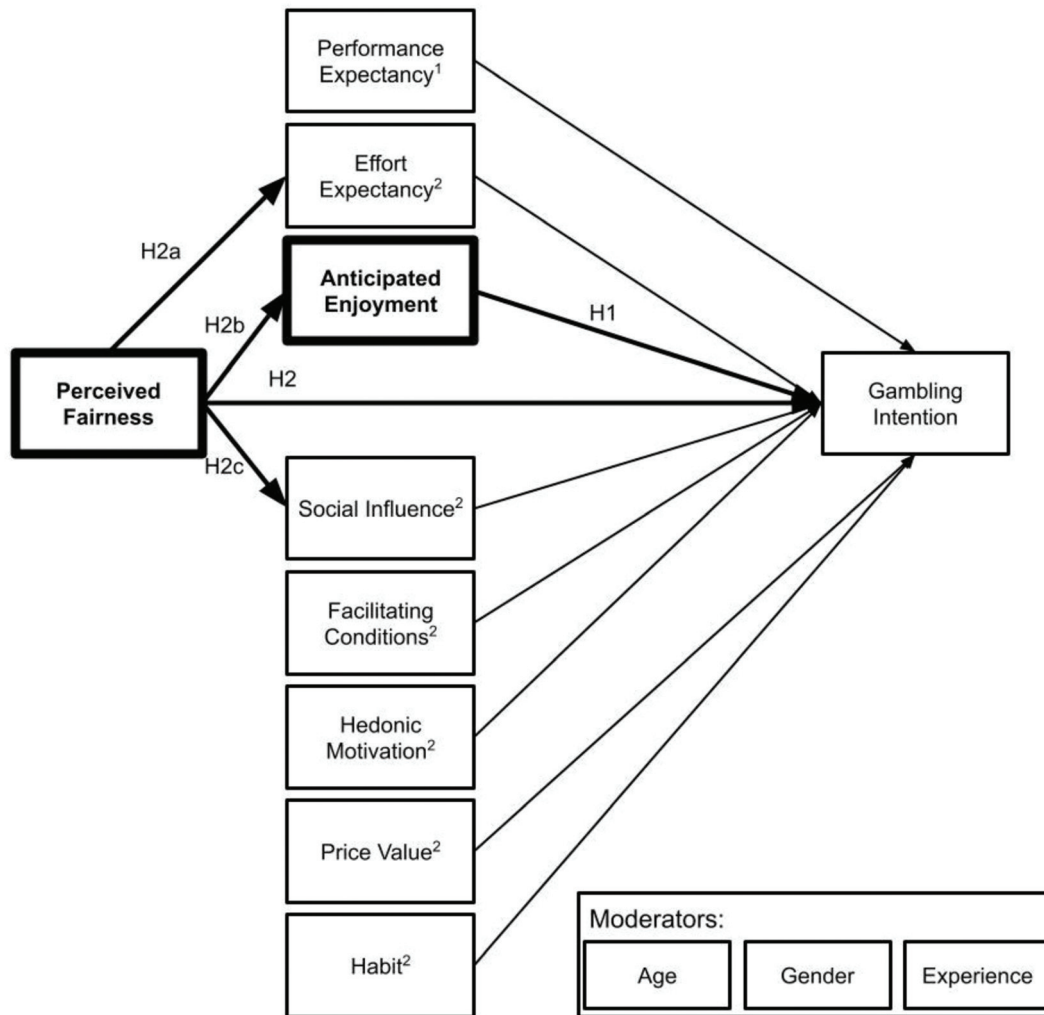 Performance
Expectancy¹
Effort
Expectancy²
H2a
Anticipated
Enjoyment
H1
H2b
H2
Perceived
Fairness
Gambling
Intention
H2c
Social Influence²
Facilitating
Conditions²
Hedonic
Motivation²
Price Value²
Habit²
Moderators:
Age
Gender
Experience